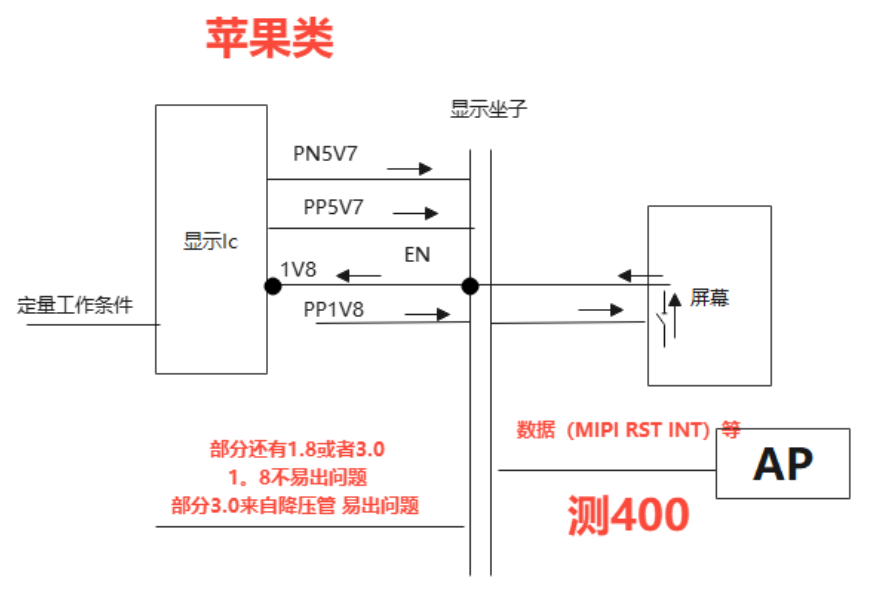 苹果类
显示坐子
PN5V7
PP5V7
显示Ic
EN
1V8
定量工作条件
PP1V8
屏幕
数据（MIPI RST INT）等
部分还有1.8或者3.0
1。8不易出问题
部分3.0来自降压管 易出问题
AP
测400